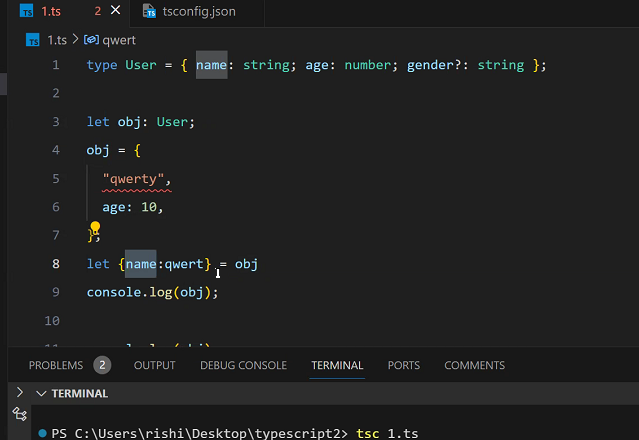 TS 1.ts 2 tsconfig.json
TS 1.ts > qwert
1 type User = { name: string; age: number; gender?: string };
2
3 let obj: User;
4 obj = {
5 "qwerty",
6 age: 10,
7 };
8 let {name:qwert} = obj
9 console.log(obj);
10
PROBLEMS 2 OUTPUT DEBUG CONSOLE TERMINAL PORTS COMMENTS
TERMINAL
PS C:\Users\rishi\Desktop\typescript2> tsc 1.ts